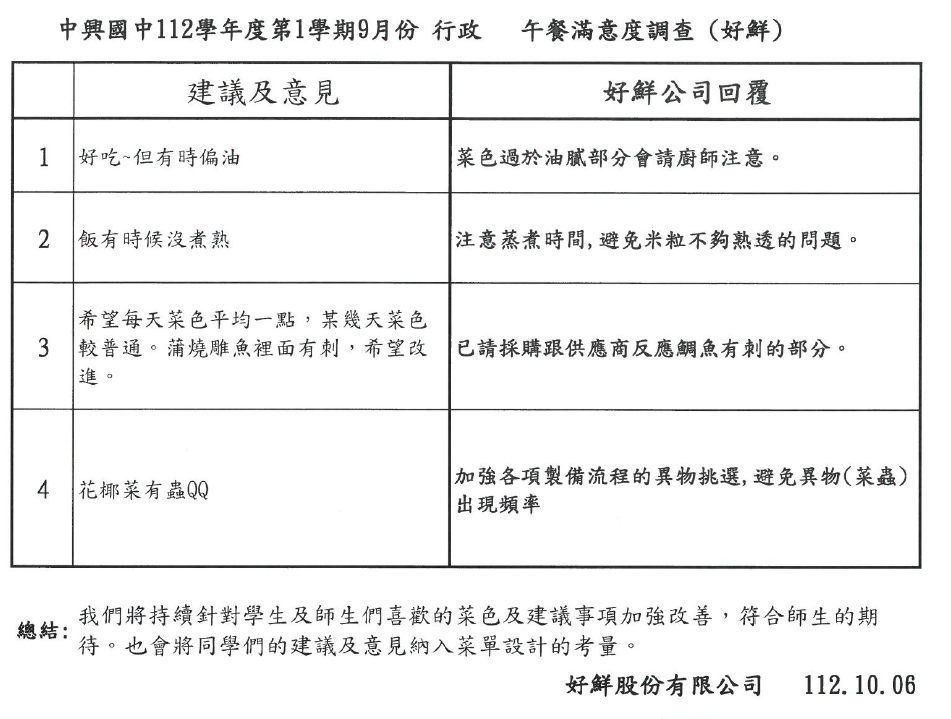 中興國中112學年度第1學期9月份 行政 午餐滿意度調查 (好鮮)
建議及意見 好鮮公司回覆
1 好吃~但有時偏油 菜色過於油膩部分會請廚師注意。
2 飯有時候沒煮熟 注意蒸煮時間,避免米粒不夠熟透的問題。
希望每天菜色平均一點,某幾天菜色
3 較普通。蒲燒雕魚裡面有刺,希望改 已請採購跟供應商反應鯛魚有刺的部分。
進。
4 花椰菜有蟲QQ 加強各項製備流程的異物挑選,避免異物(菜蟲)
出現頻率
總結: 我們將持續針對學生及師生們喜歡的菜色及建議事項加強改善,符合師生的期
待。也會將同學們的建議及意見納入菜單設計的考量。
好鮮股份有限公司 112.10.06